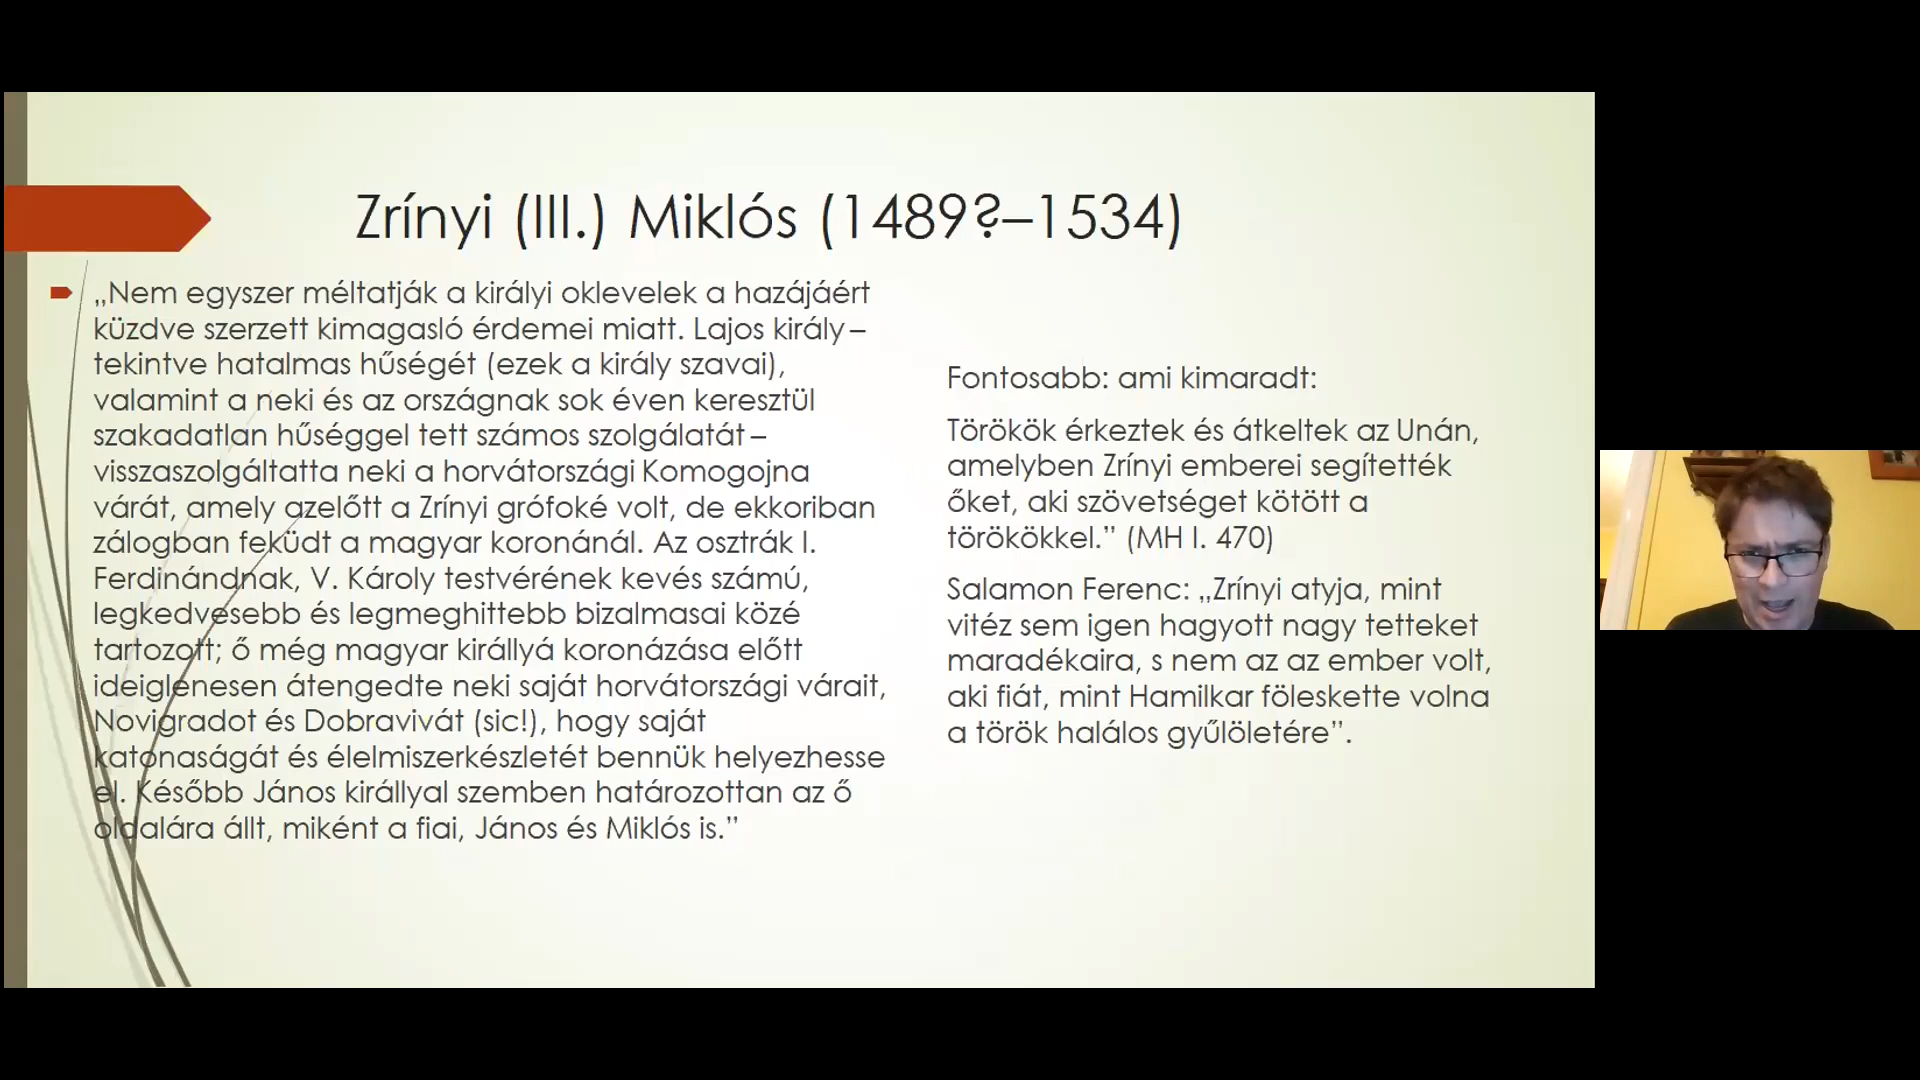 Zrínyi (III.) Miklós (1489?–1534)
„Nem egyszer méltatják a királyi oklevelek a hazájáért
küzdve szerzett kimagasló érdemei miatt. Lajos király –
tekintve hatalmas hűségét (ezek a király szavai),
valamint a neki és az országnak sok éven keresztül
szakadatlan hűséggel tett számos szolgálatát –
visszaszolgáltatta neki a horvátországi Komogojna
várát, amely azelőtt a Zrínyi grófoké volt, de ekkoriban
zálogban feküdt a magyar koronánál. Az osztrák I.
Ferdinándnak, V. Károly testvérének kevés számú,
legkedvesebb és legmeghittebb bizalmasai közé
tartozott; ő még magyar királlyá koronázása előtt
ideiglenesen átengedte neki saját horvátországi várait,
Novigradot és Dobravivát (sic!), hogy saját
katonaságát és élelmiszerkészletét bennük helyezhesse
el. Később János királlyal szemben határozottan az ő
oldalára állt, miként a fiai, János és Miklós is.”
Fontosabb: ami kimaradt:
Törökök érkeztek és átkeltek az Unán,
amelyben Zrínyi emberei segítették
őket, aki szövetséget kötött a
törökökkel.” (MH I. 470)
Salamon Ferenc: „Zrínyi atyja, mint
vitéz sem igen hagyott nagy tetteket
maradékaira, s nem az az ember volt,
aki fiát, mint Hamilkar föleskette volna
a török halálos gyűlöletére”.